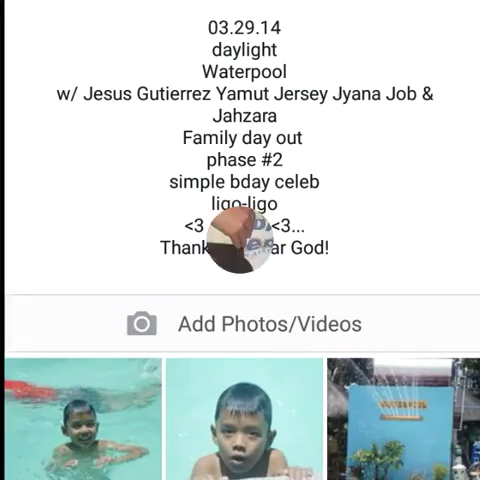 03.29.14
daylight
Waterpool
w/ Jesus Gutierrez Yamut Jersey Jyana Job &
Jahzara
Family day out
phase #2
simple bday celeb
ligo-ligo
<3 <3...
Thank ar God!
Add Photos/Videos